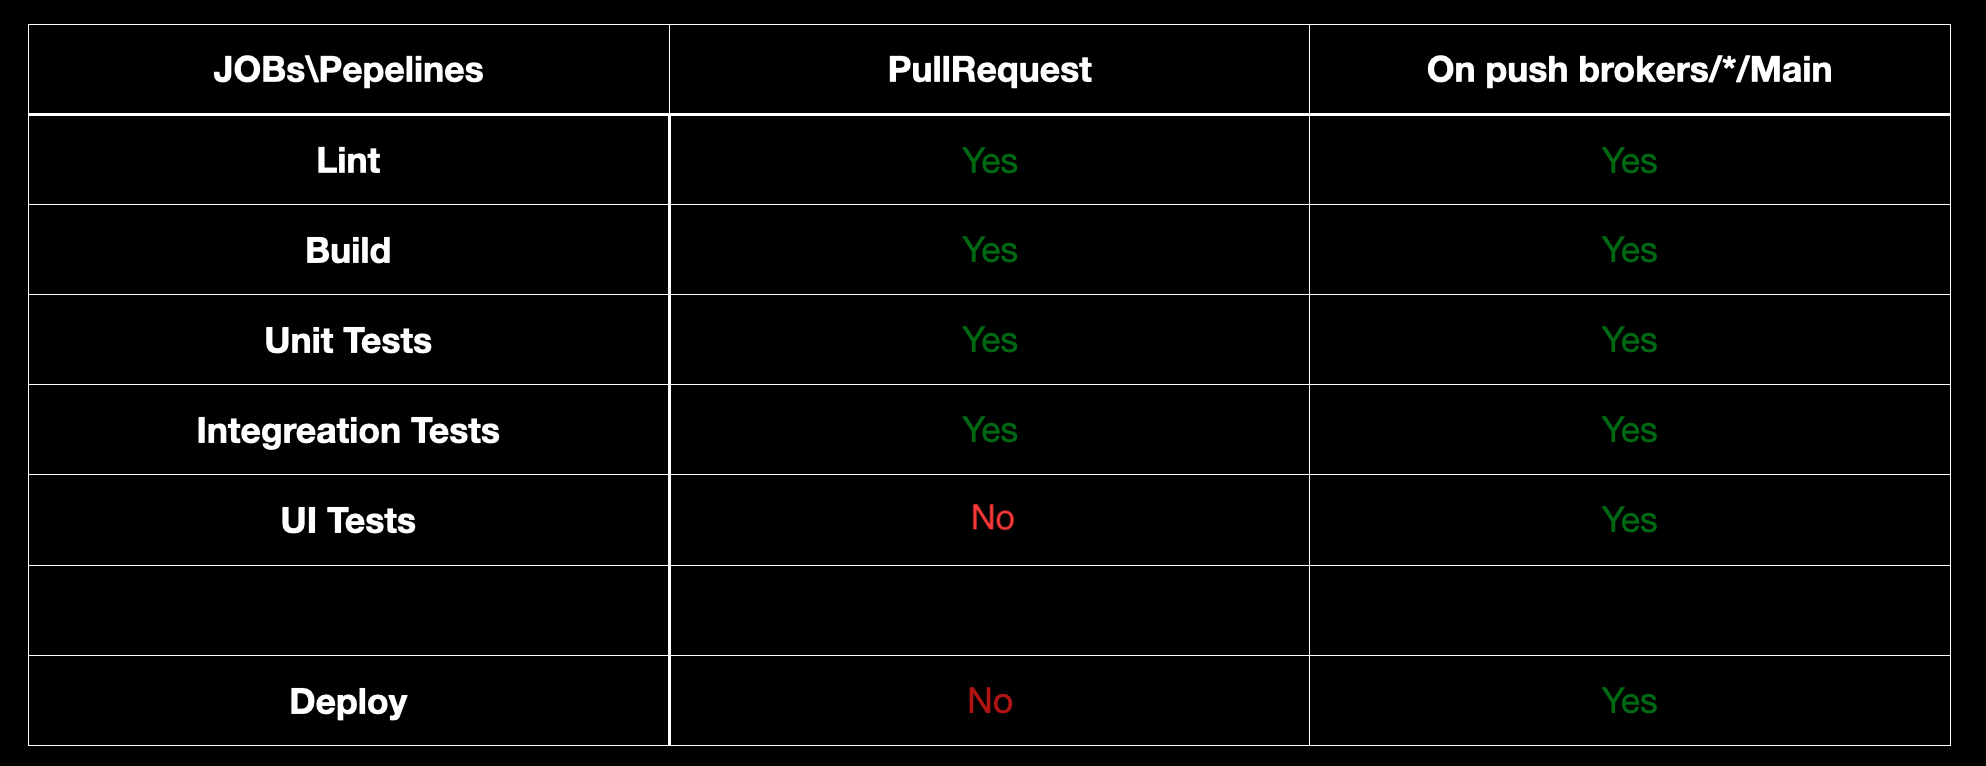 JOBs\Pepelines PullRequest On push brokers/*/Main
Lint Yes Yes
Build Yes Yes
Unit Tests Yes Yes
Integreation Tests Yes Yes
UI Tests No Yes
Deploy No Yes